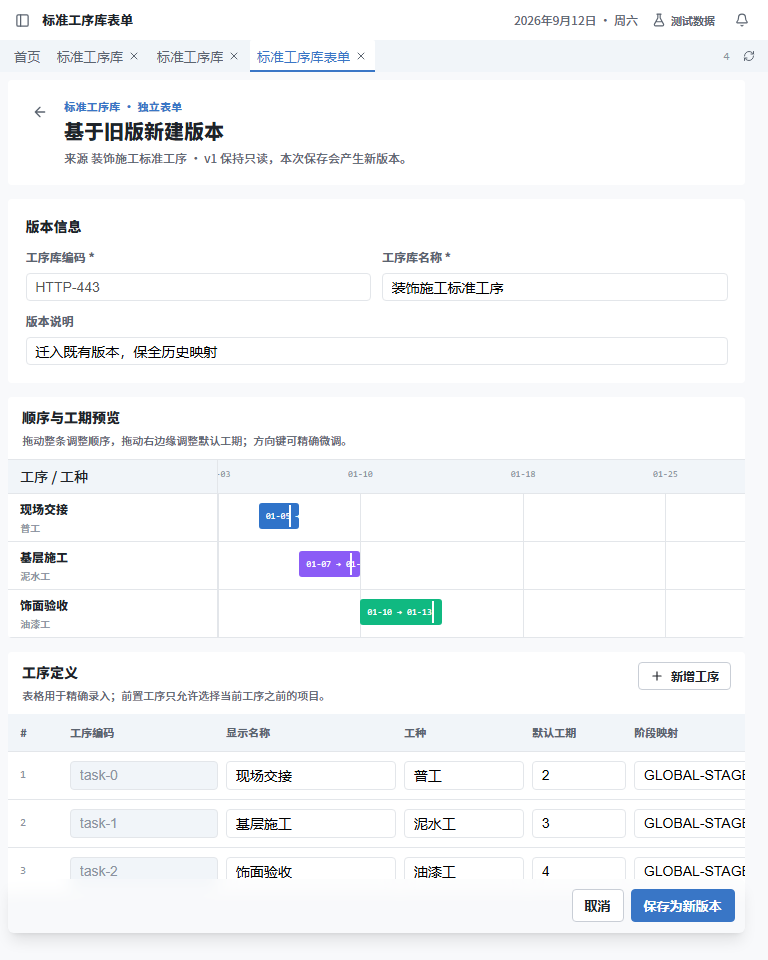 标准工序库表单
2026年9月12日 • 周六 测试数据
首页 标准工序库 × 标准工序库 × 标准工序库表单 × 4
标准工序库 • 独立表单
基于旧版新建版本
来源 装饰施工标准工序 • v1 保持只读，本次保存会产生新版本。
版本信息
工序库编码 * 工序库名称 *
HTTP-443 装饰施工标准工序
版本说明
迁入既有版本，保全历史映射
顺序与工期预览
拖动整条调整顺序，拖动右边缘调整默认工期；方向键可精确微调。
工序 / 工种 -03 01-10 01-18 01-25
现场交接 01-05
普工
基层施工 01-07 → 01-
泥水工
饰面验收 01-10 → 01-13
油漆工
工序定义
表格用于精确录入；前置工序只允许选择当前工序之前的项目。
+ 新增工序
# 工序编码 显示名称 工种 默认工期 阶段映射
1 task-0 现场交接 普工 2 GLOBAL-STAGE
2 task-1 基层施工 泥水工 3 GLOBAL-STAGE
3 task-2 饰面验收 油漆工 4 GLOBAL-STAGE
取消 保存为新版本